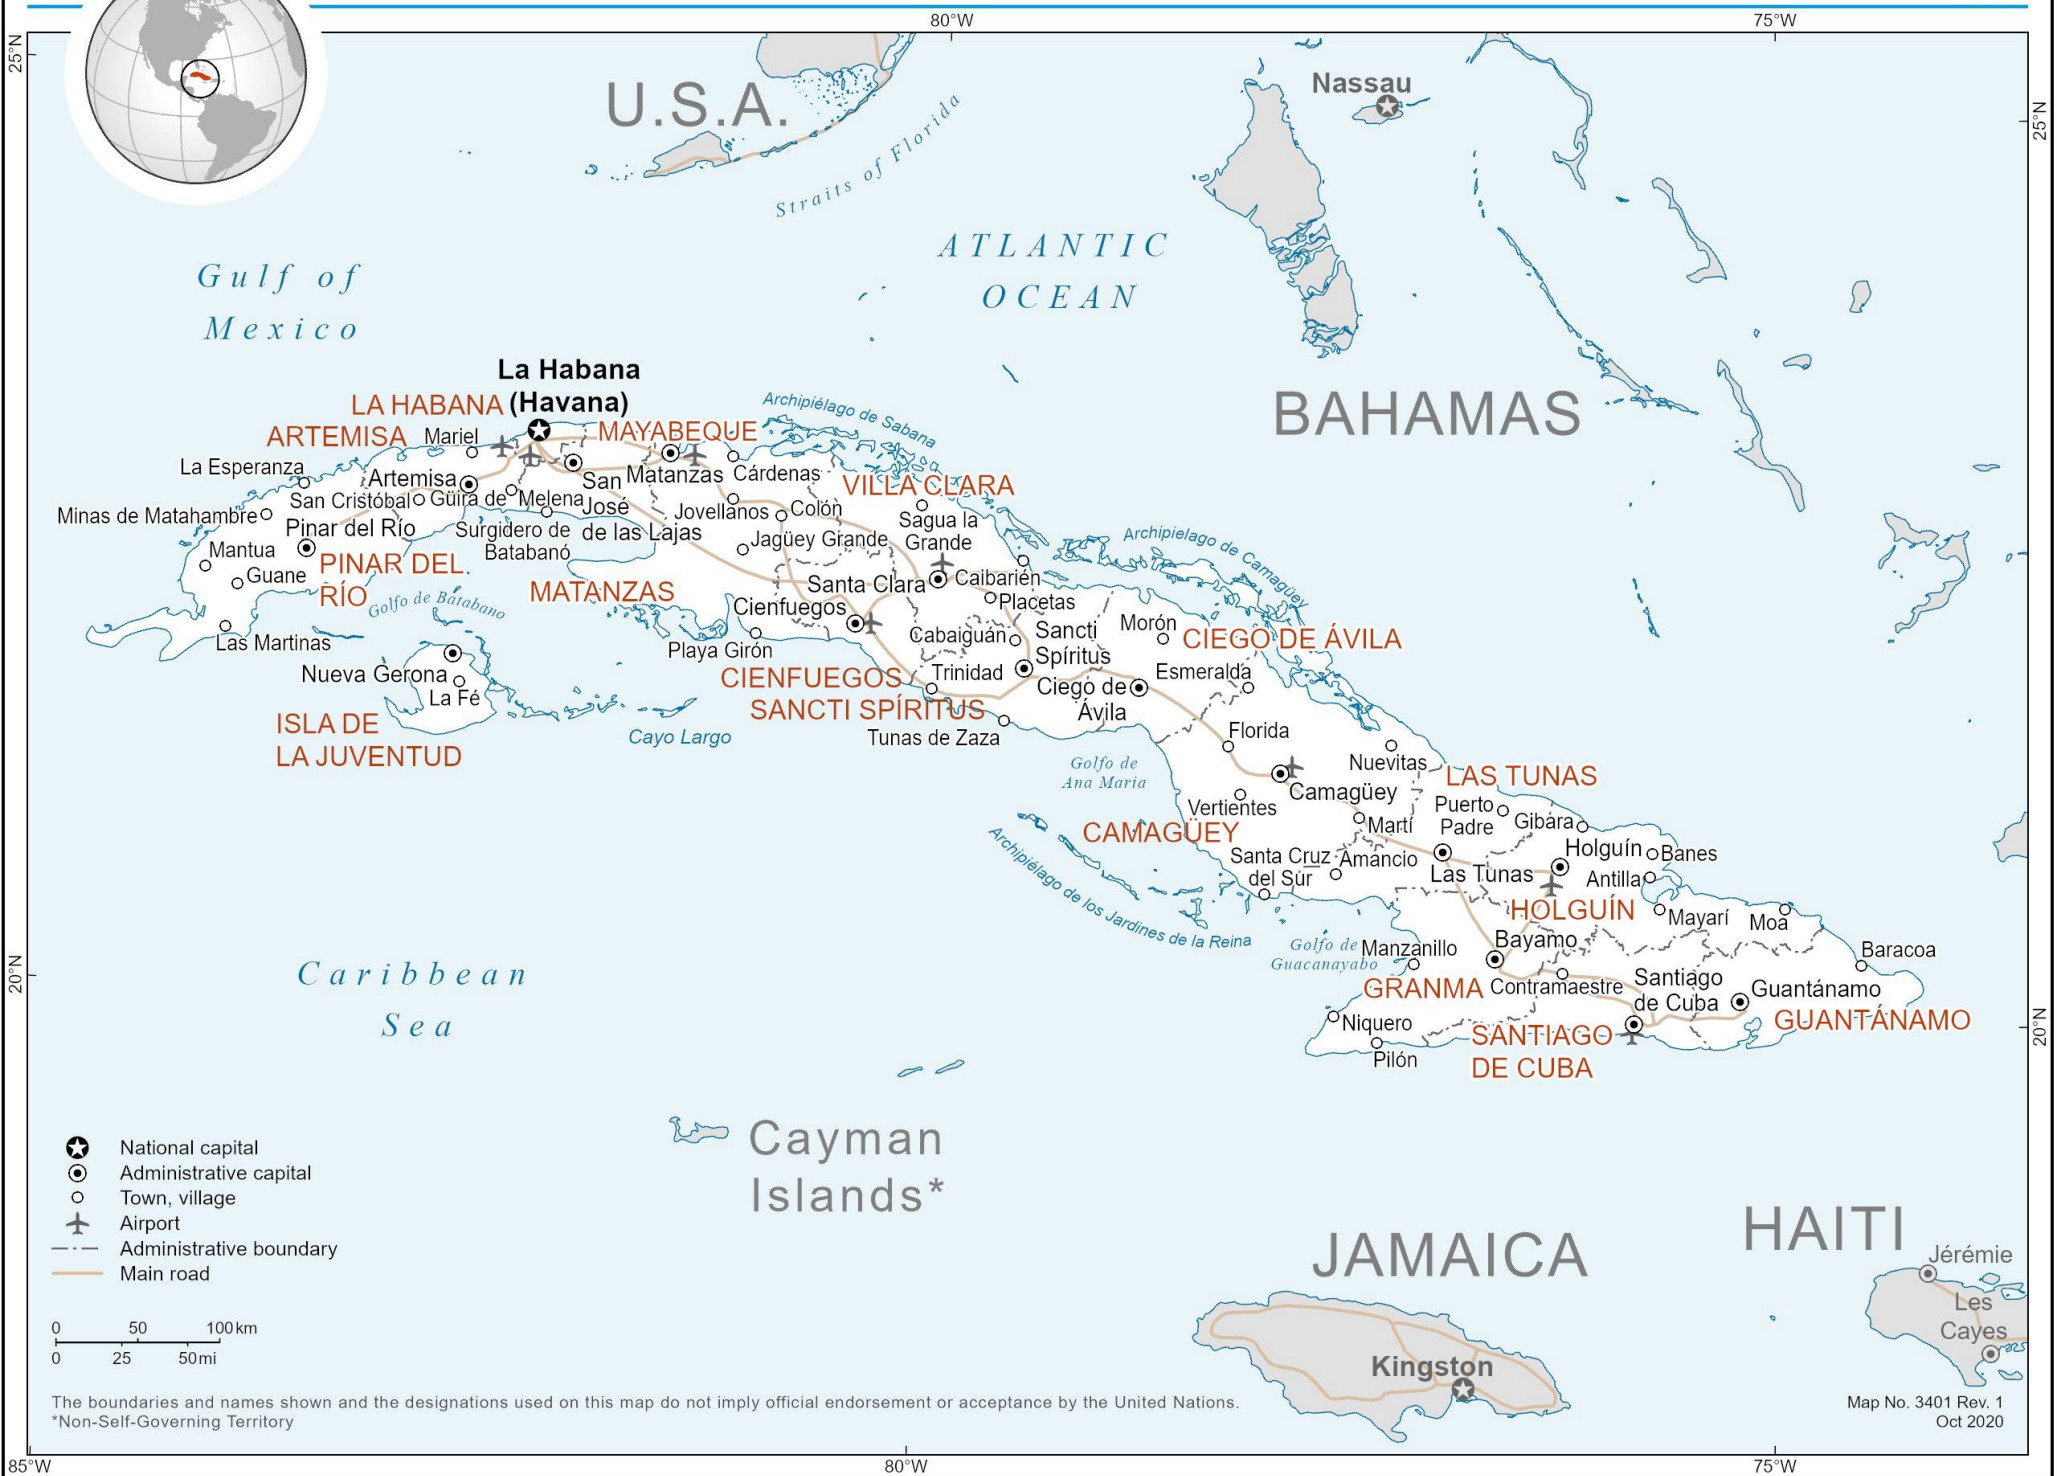 80°W
75°W
25°N
25°N
U.S.A.
Nassau
Straits of Florida
ATLANTIC
OCEAN
Gulf of
Mexico
BAHAMAS
La Habana
(Havana)
LA HABANA
ARTEMISA
Mariel
MAYABEQUE
Archipiélago de Sabana
La Esperanza
Artemisa
San Cristóbal
Güira de Melena
San
José
de las Lajas
Matanzas
Cárdenas
VILLA CLARA
Minas de Matahambre
Pinar del Río
Surgidero de
Batabanó
Jovellanos
Colón
Sagua la
Grande
Jagüey Grande
Archipielago de Camagüey
Mantua
Guane
PINAR DEL
RÍO
Golfo de Batabano
MATANZAS
Santa Clara
Caibarién
Cienfuegos
Placetas
Las Martinas
Playa Girón
Cabaiguán
Sancti
Spíritus
Morón
CIEGO DE ÁVILA
Nueva Gerona
La Fé
CIENFUEGOS
Trinidad
Ciego de
Ávila
Esmeralda
SANCTI SPÍRITUS
ISLA DE
LA JUVENTUD
Cayo Largo
Tunas de Zaza
Florida
Golfo de
Ana Maria
Nuevitas
LAS TUNAS
Camagüey
Vertientes
CAMAGÜEY
Martí
Puerto
Padre
Gibara
Archipiélago de los Jardines de la Reina
Santa Cruz
del Sur
Amancio
Las Tunas
Holguín
Banes
Antilla
HOLGUÍN
Mayarí
Moa
Golfo de
Guacanayabo
Manzanillo
Bayamo
Baracoa
20°N
Caribbean
Sea
GRANMA
Contramaestre
Santiago
de Cuba
Guantánamo
GUANTÁNAMO
20°N
Niquero
Pilón
SANTIAGO
DE CUBA
Cayman
Islands*
National capital
Administrative capital
Town, village
Airport
Administrative boundary
Main road
0 50 100 km
0 25 50 mi
JAMAICA
Kingston
HAITI
Jérémie
Les
Cayes
The boundaries and names shown and the designations used on this map do not imply official endorsement or acceptance by the United Nations.
*Non-Self-Governing Territory
Map No. 3401 Rev. 1
Oct 2020
85°W
80°W
75°W